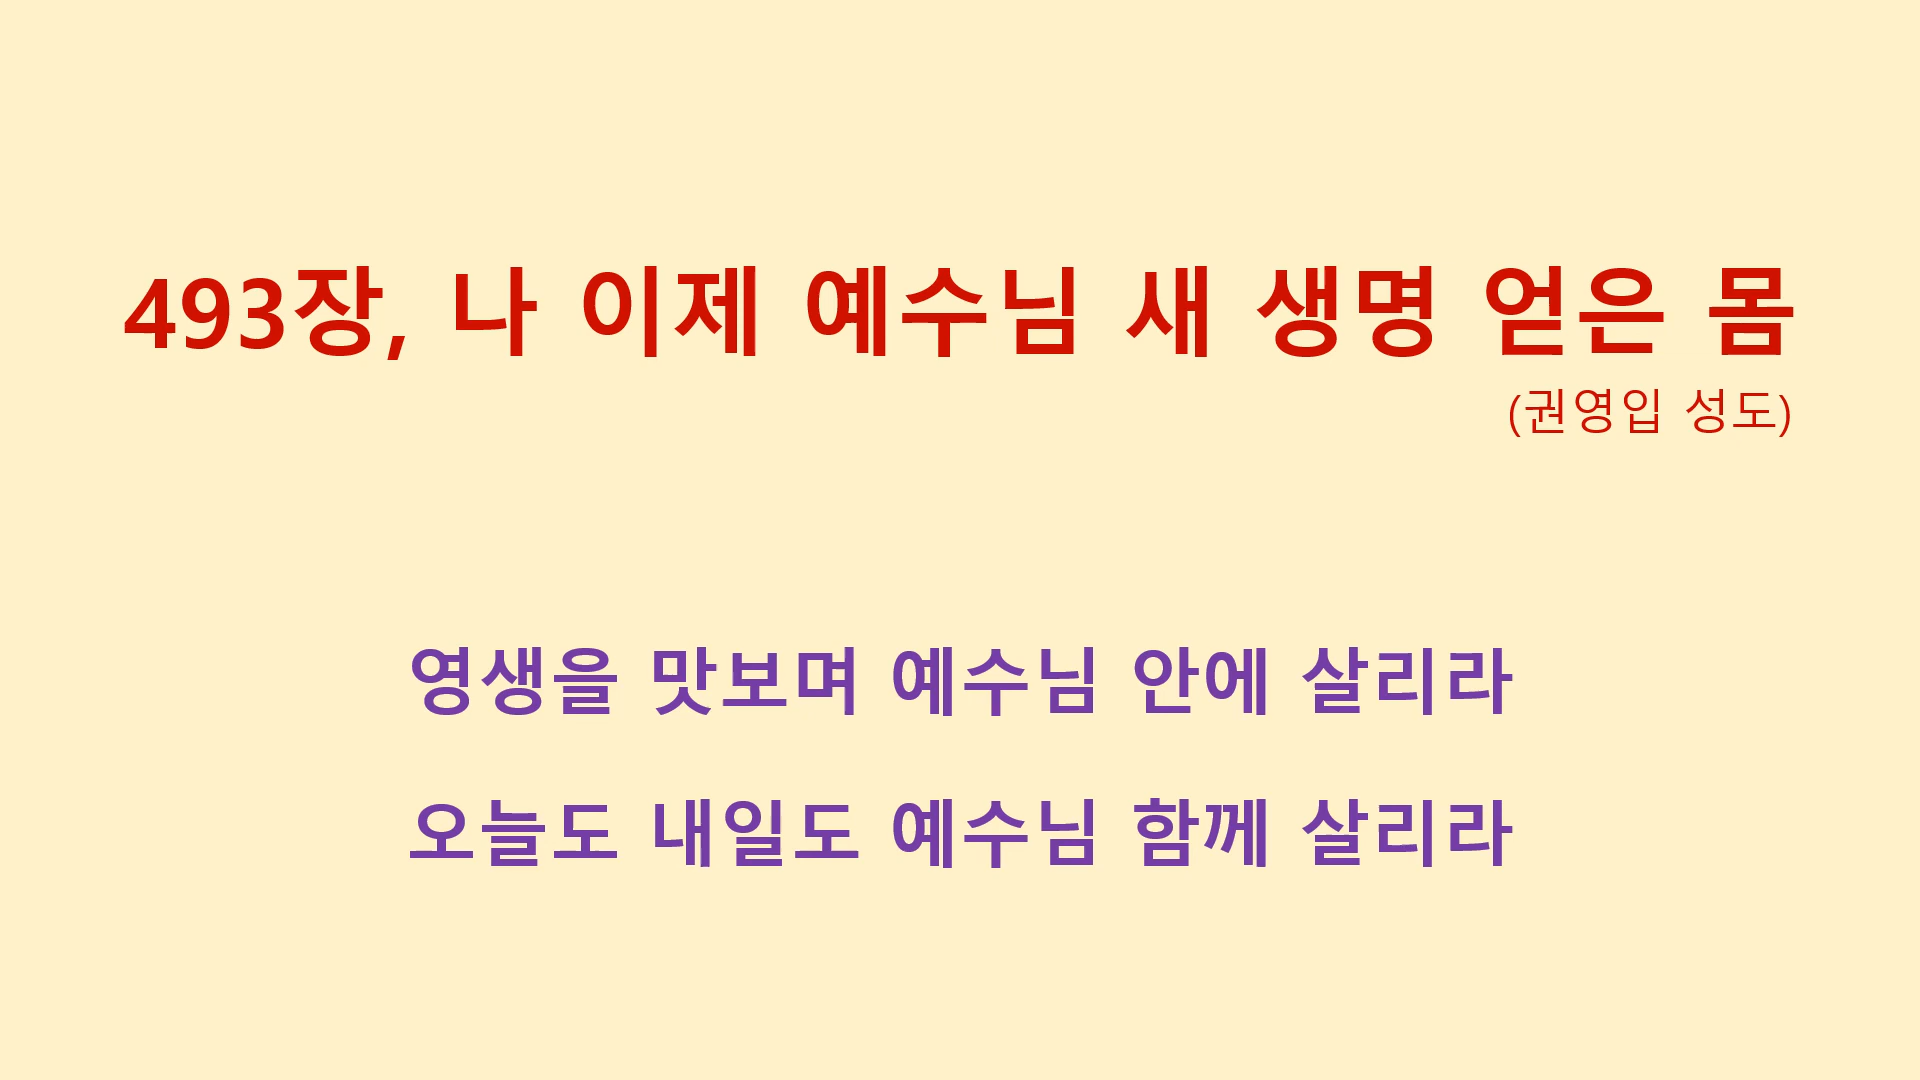 493장, 나 이제 예수님 새 생명 얻은 몸
(권영입 성도)
영생을 맛보며 예수님 안에 살리라
오늘도 내일도 예수님 함께 살리라